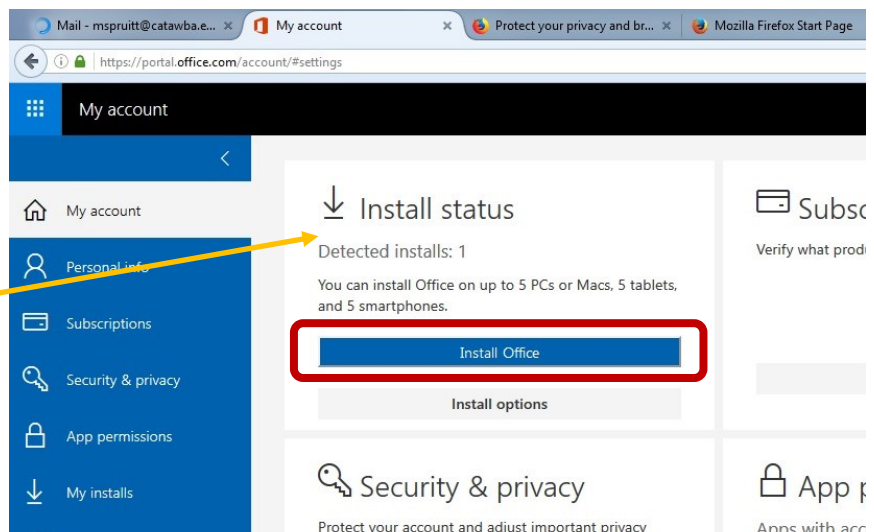 Mail - mspruitt@catawba.e...
My account
Protect your privacy and br...
Mozilla Firefox Start Page
https://portal.office.com/account/#settings
My account
My account
Personal info
Subscriptions
Security & privacy
App permissions
My installs
Install status
Detected installs: 1
You can install Office on up to 5 PCs or Macs, 5 tablets,
and 5 smartphones.
Install Office
Install options
Subsc
Verify what prod
Security & privacy
Protect your account and adjust important privacy
App p
Apps with acc